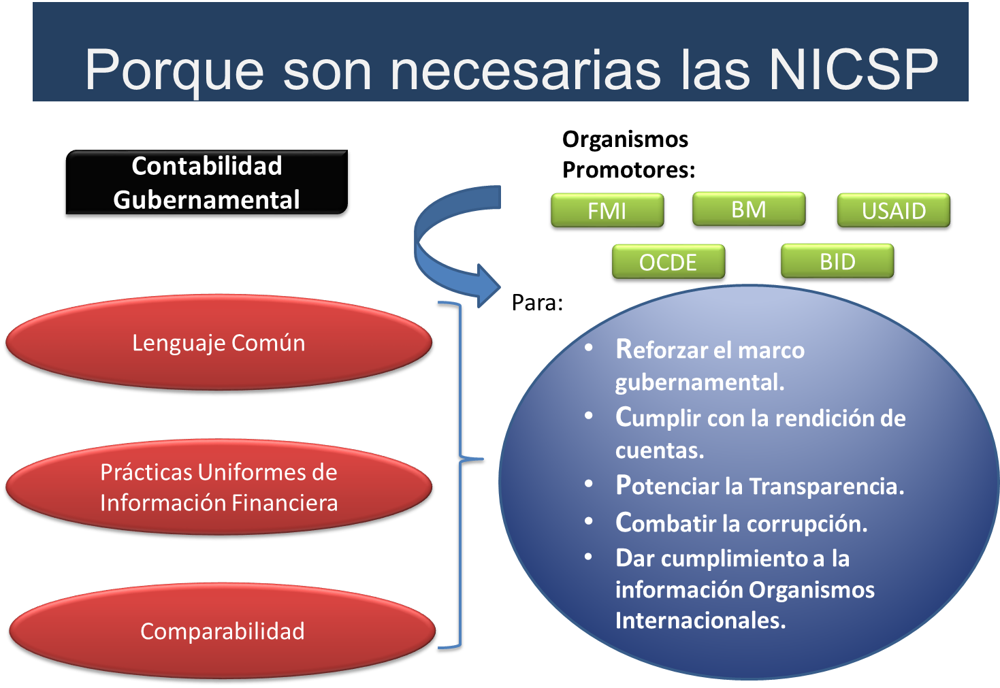 Porque son necesarias las NICSP
Contabilidad
Gubernamental
Lenguaje Común
Prácticas Uniformes de
Información Financiera
Comparabilidad
Organismos
Promotores:
FMI
BM
USAID
OCDE
BID
Para:
• Reforzar el marco
gubernamental.
• Cumplir con la rendición de
cuentas.
• Potenciar la Transparencia.
• Combatir la corrupción.
• Dar cumplimiento a la
información Organismos
Internacionales.